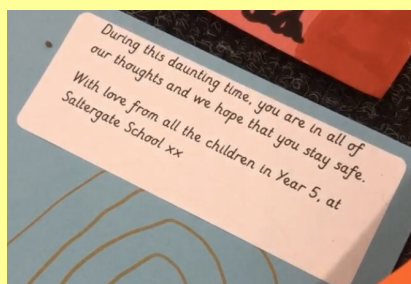 During this daunting time, you are in all of
our thoughts and we hope that you stay safe.
With love from all the children in Year 5, at
Saltergate School xx